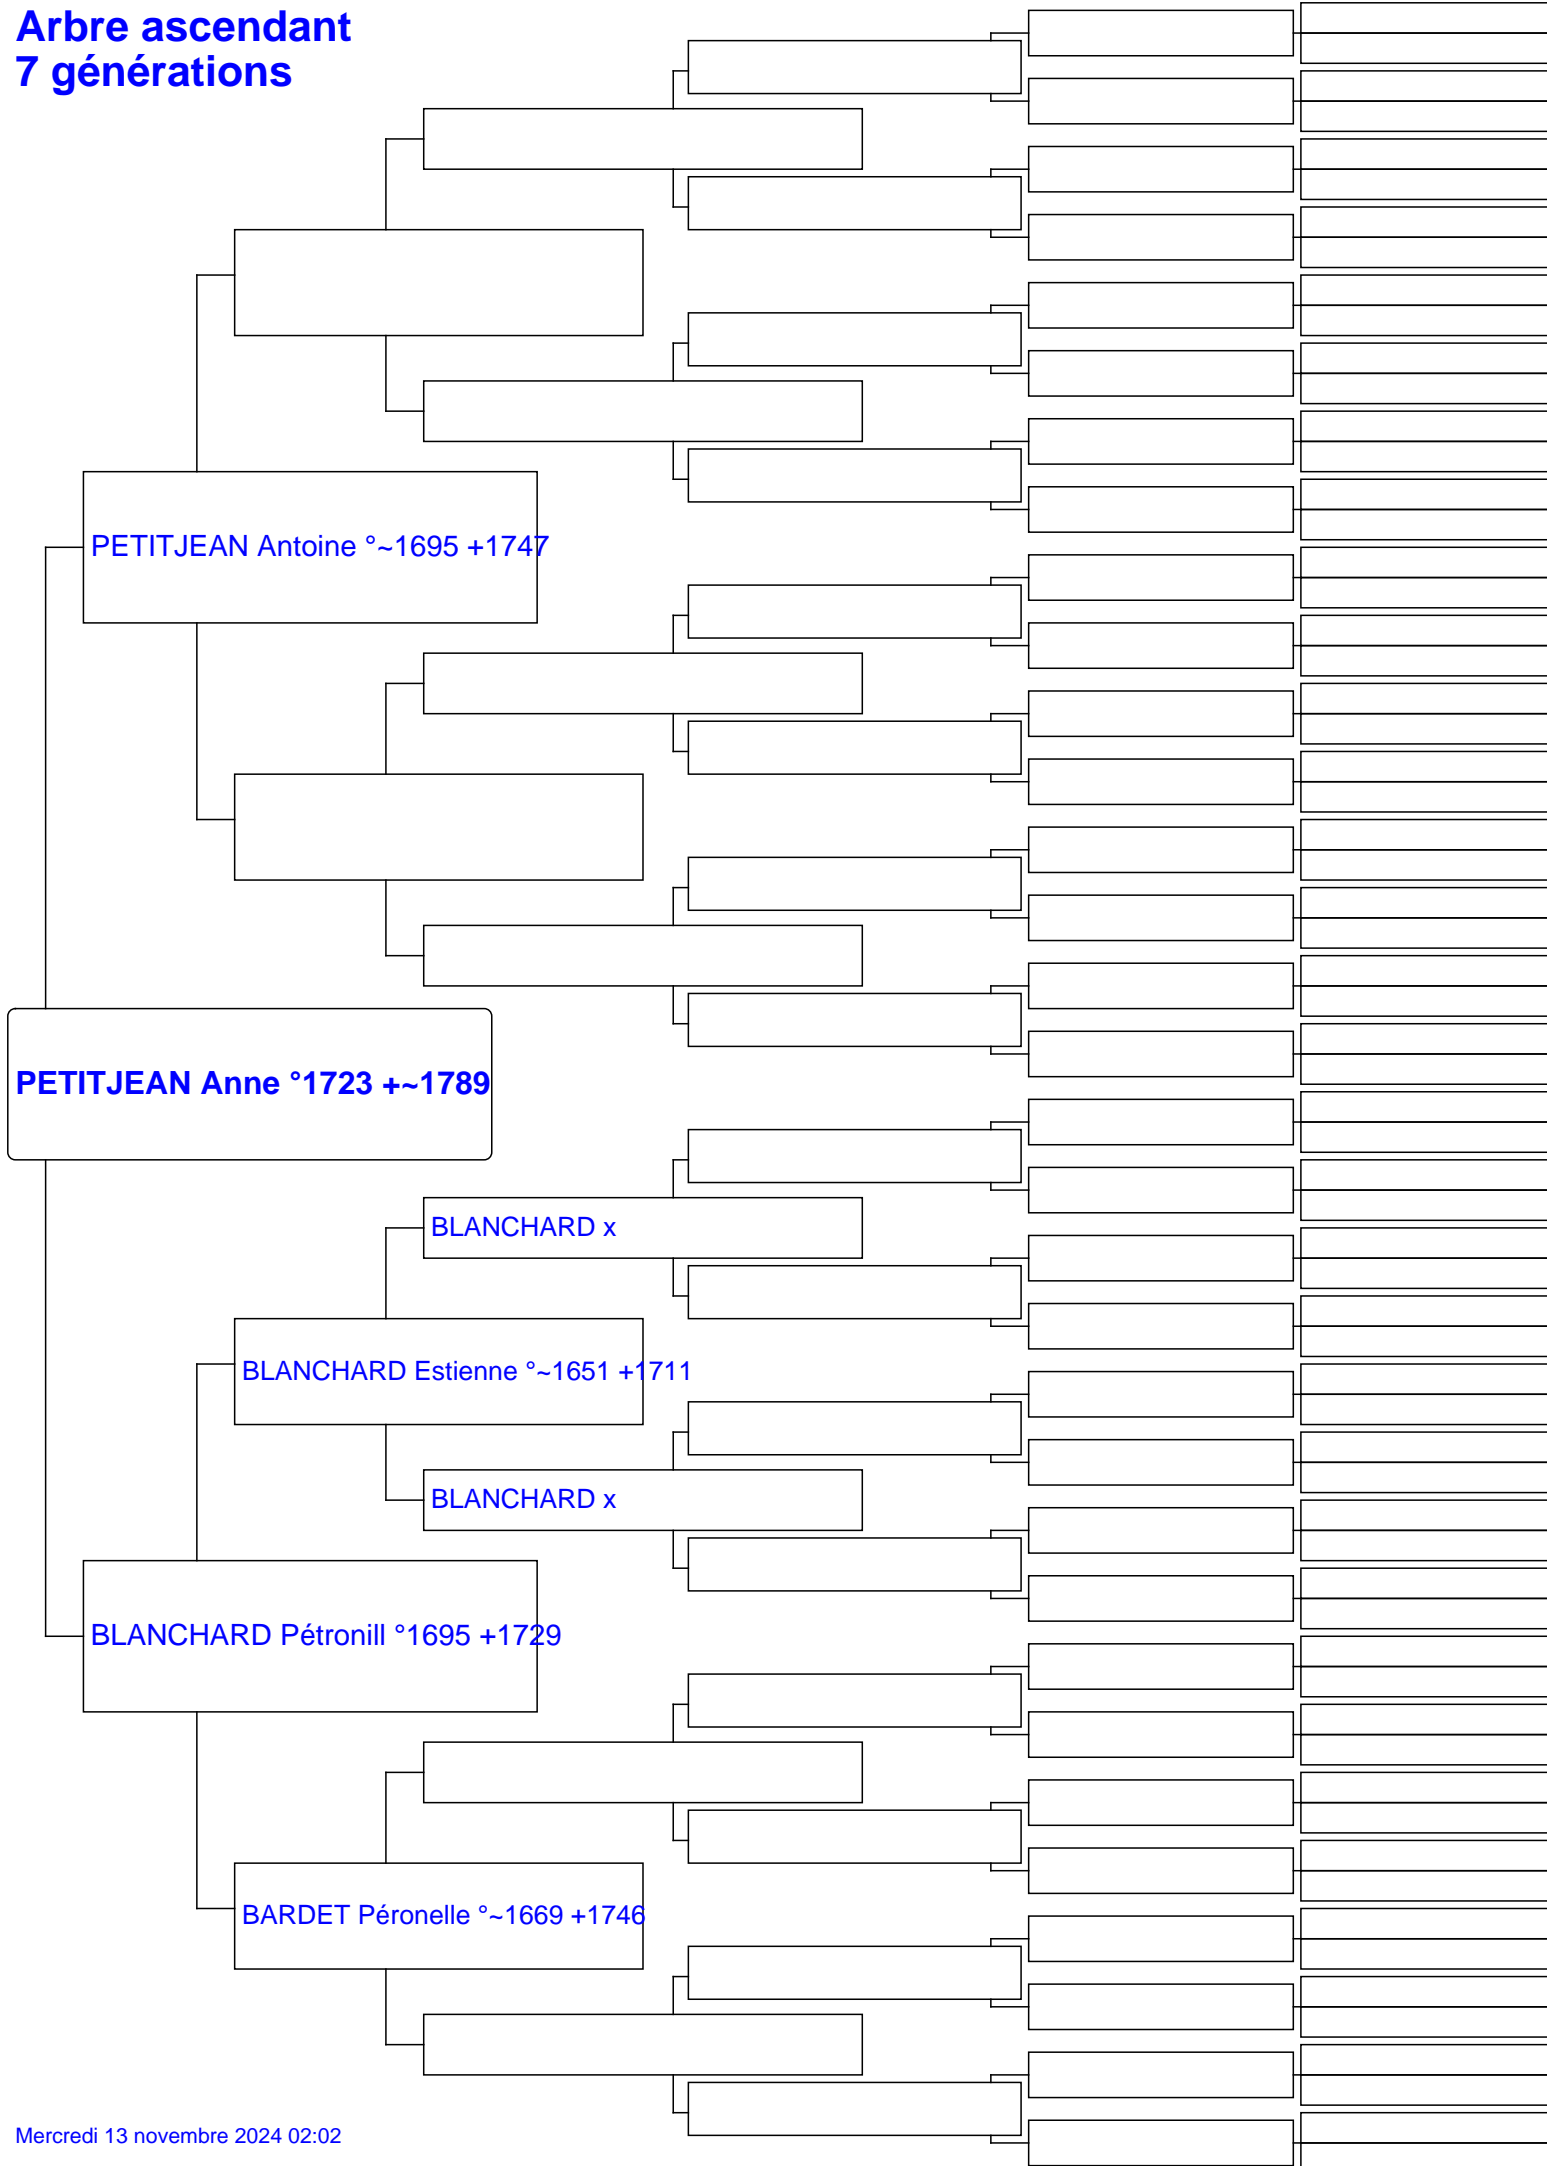 Arbre ascendant
7 générations
PETITJEAN Antoine °~1695 +1747
PETITJEAN Anne °1723 +~1789
BLANCHARD x
BLANCHARD Estienne °~1651 +1711
BLANCHARD x
BLANCHARD Pétronill °1695 +1729
BARDET Péronelle °~1669 +1746
Mercredi 13 novembre 2024 02:02